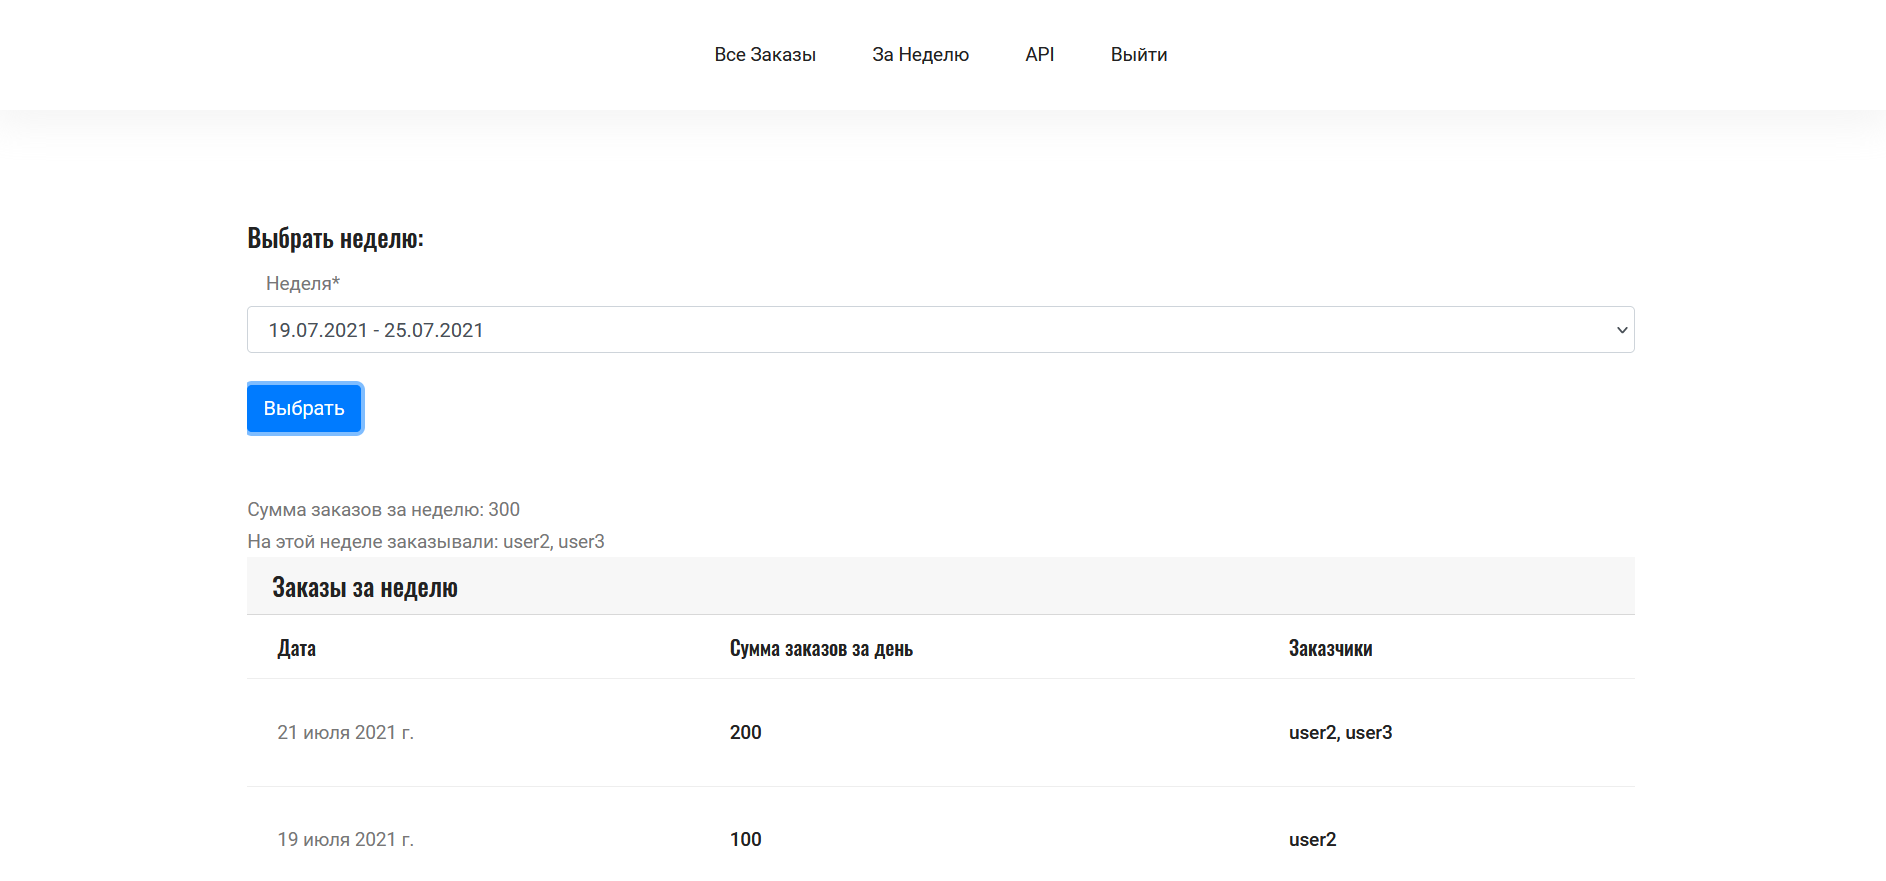 Все Заказы За Неделю API Выйти
Выбрать неделю:
Неделя*
19.07.2021 - 25.07.2021
Выбрать
Сумма заказов за неделю: 300
На этой неделе заказывали: user2, user3
Заказы за неделю
Дата Сумма заказов за день Заказчики
21 июля 2021 г. 200 user2, user3
19 июля 2021 г. 100 user2